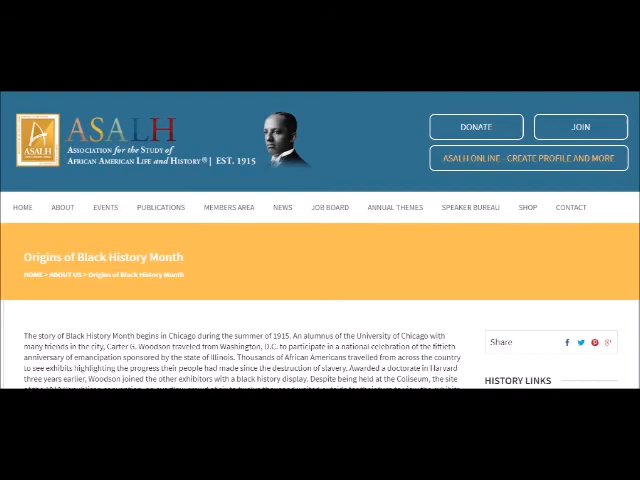 ASALH
ASALH
ASSOCIATION for the STUDY of
AFRICAN AMERICAN LIFE and HISTORY® | EST. 1915
DONATE
JOIN
ASALH ONLINE - CREATE PROFILE AND MORE
HOME
ABOUT
EVENTS
PUBLICATIONS
MEMBERS AREA
NEWS
JOB BOARD
ANNUAL THEMES
SPEAKER BUREAU
SHOP
CONTACT
Origins of Black History Month
HOME > ABOUT US > Origins of Black History Month
The story of Black History Month begins in Chicago during the summer of 1915. An alumnus of the University of Chicago with
many friends in the city, Carter G. Woodson traveled from Washington, D.C. to participate in a national celebration of the fiftieth
anniversary of emancipation sponsored by the state of Illinois. Thousands of African Americans travelled from across the country
to see exhibits highlighting the progress their people had made since the destruction of slavery. Awarded a doctorate in Harvard
three years earlier, Woodson joined the other exhibitors with a black history display. Despite being held at the Coliseum, the site
Share
HISTORY LINKS